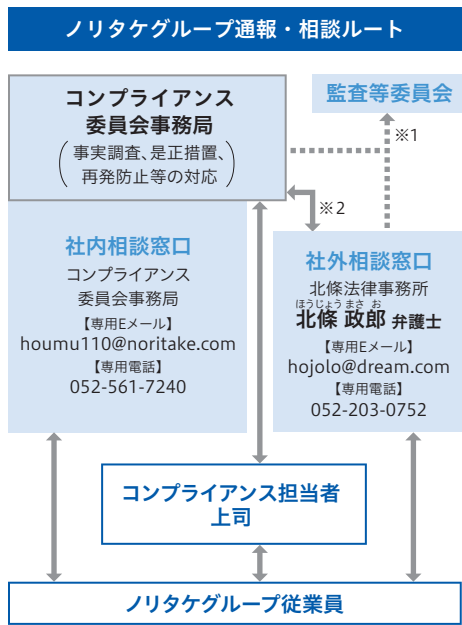 ノリタケグループ通報・相談ルート
コンプライアンス
委員会事務局
（事実調査、是正措置、
再発防止等の対応）
監査等委員会
※1
※2
社内相談窓口
コンプライアンス
委員会事務局
【専用Eメール】
houmu110@noritake.com
【専用電話】
052-561-7240
社外相談窓口
北條法律事務所
ほうじょう まさ お
北條 政郎 弁護士
【専用Eメール】
hojolo@dream.com
【専用電話】
052-203-0752
コンプライアンス担当者
上司
ノリタケグループ従業員